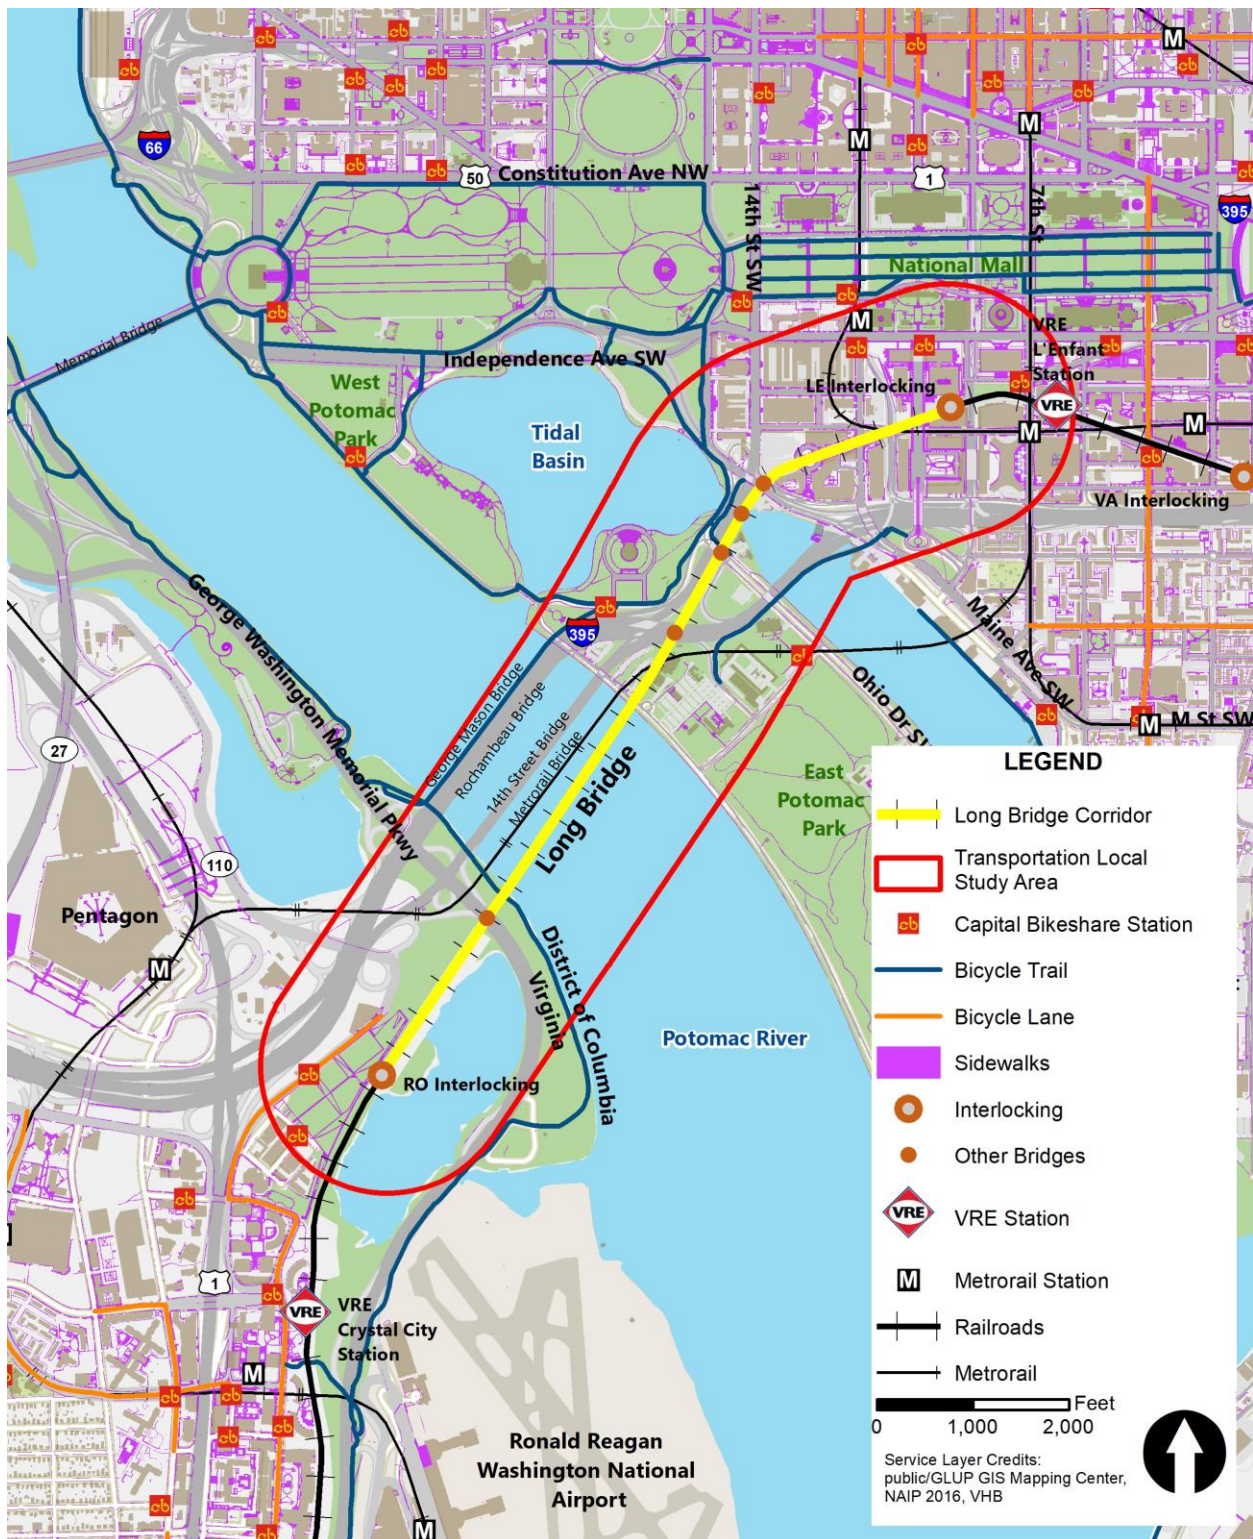 66
50
Constitution Ave NW
14th St SW
1
7th St
395
National Mall
Memorial Bridge
Independence Ave SW
VRE
L'Enfant
Station
LE Interlocking
VRE
West
Potomac
Park
Tidal
Basin
VA Interlocking
George Washington Memorial Pkwy
395
George Mason Bridge
Rochambeau Bridge
14th Street Bridge
Metrorail Bridge
Long Bridge
Maine Ave SW
Ohio Dr S
M St SW
27
110
Pentagon
East
Potomac
Park
District of Columbia
Virginia
Potomac River
RO Interlocking
1
VRE
VRE
Crystal City
Station
Ronald Reagan
Washington National
Airport
M
M
M
M
M
M
M
M
M
M
cb
LEGEND
Long Bridge Corridor
Transportation Local
Study Area
cb Capital Bikeshare Station
Bicycle Trail
Bicycle Lane
Sidewalks
Interlocking
Other Bridges
VRE VRE Station
M Metrorail Station
Railroads
Metrorail
Feet
0 1,000 2,000
Service Layer Credits:
public/GLUP GIS Mapping Center,
NAIP 2016, VHB